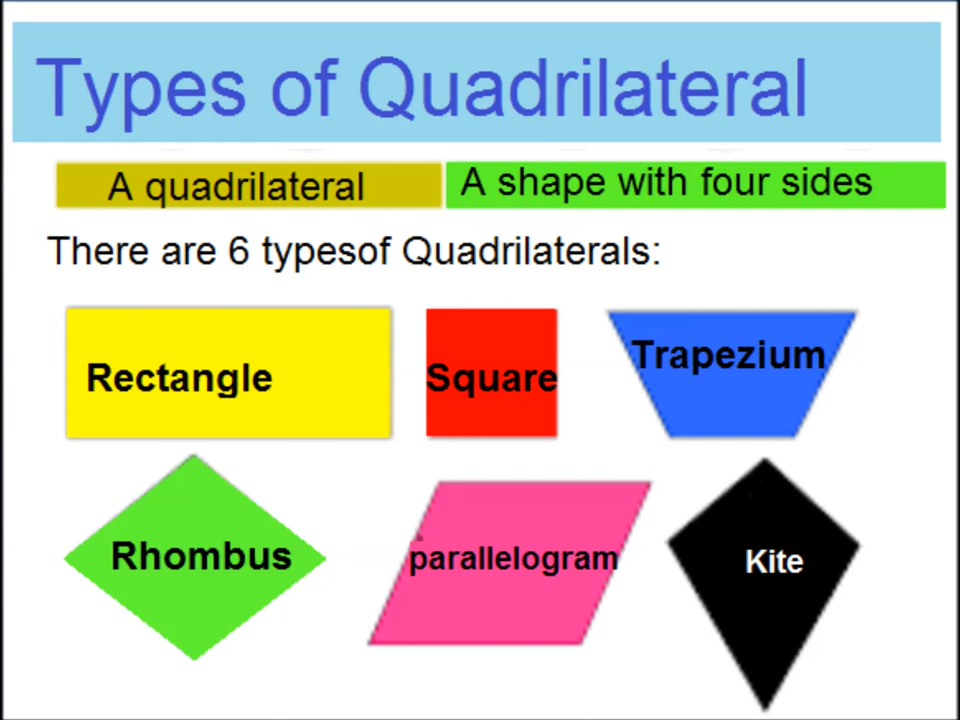 Types of Quadrilateral
A quadrilateral
A shape with four sides
There are 6 typesof Quadrilaterals:
Rectangle
Square
Trapezium
Rhombus
parallelogram
Kite